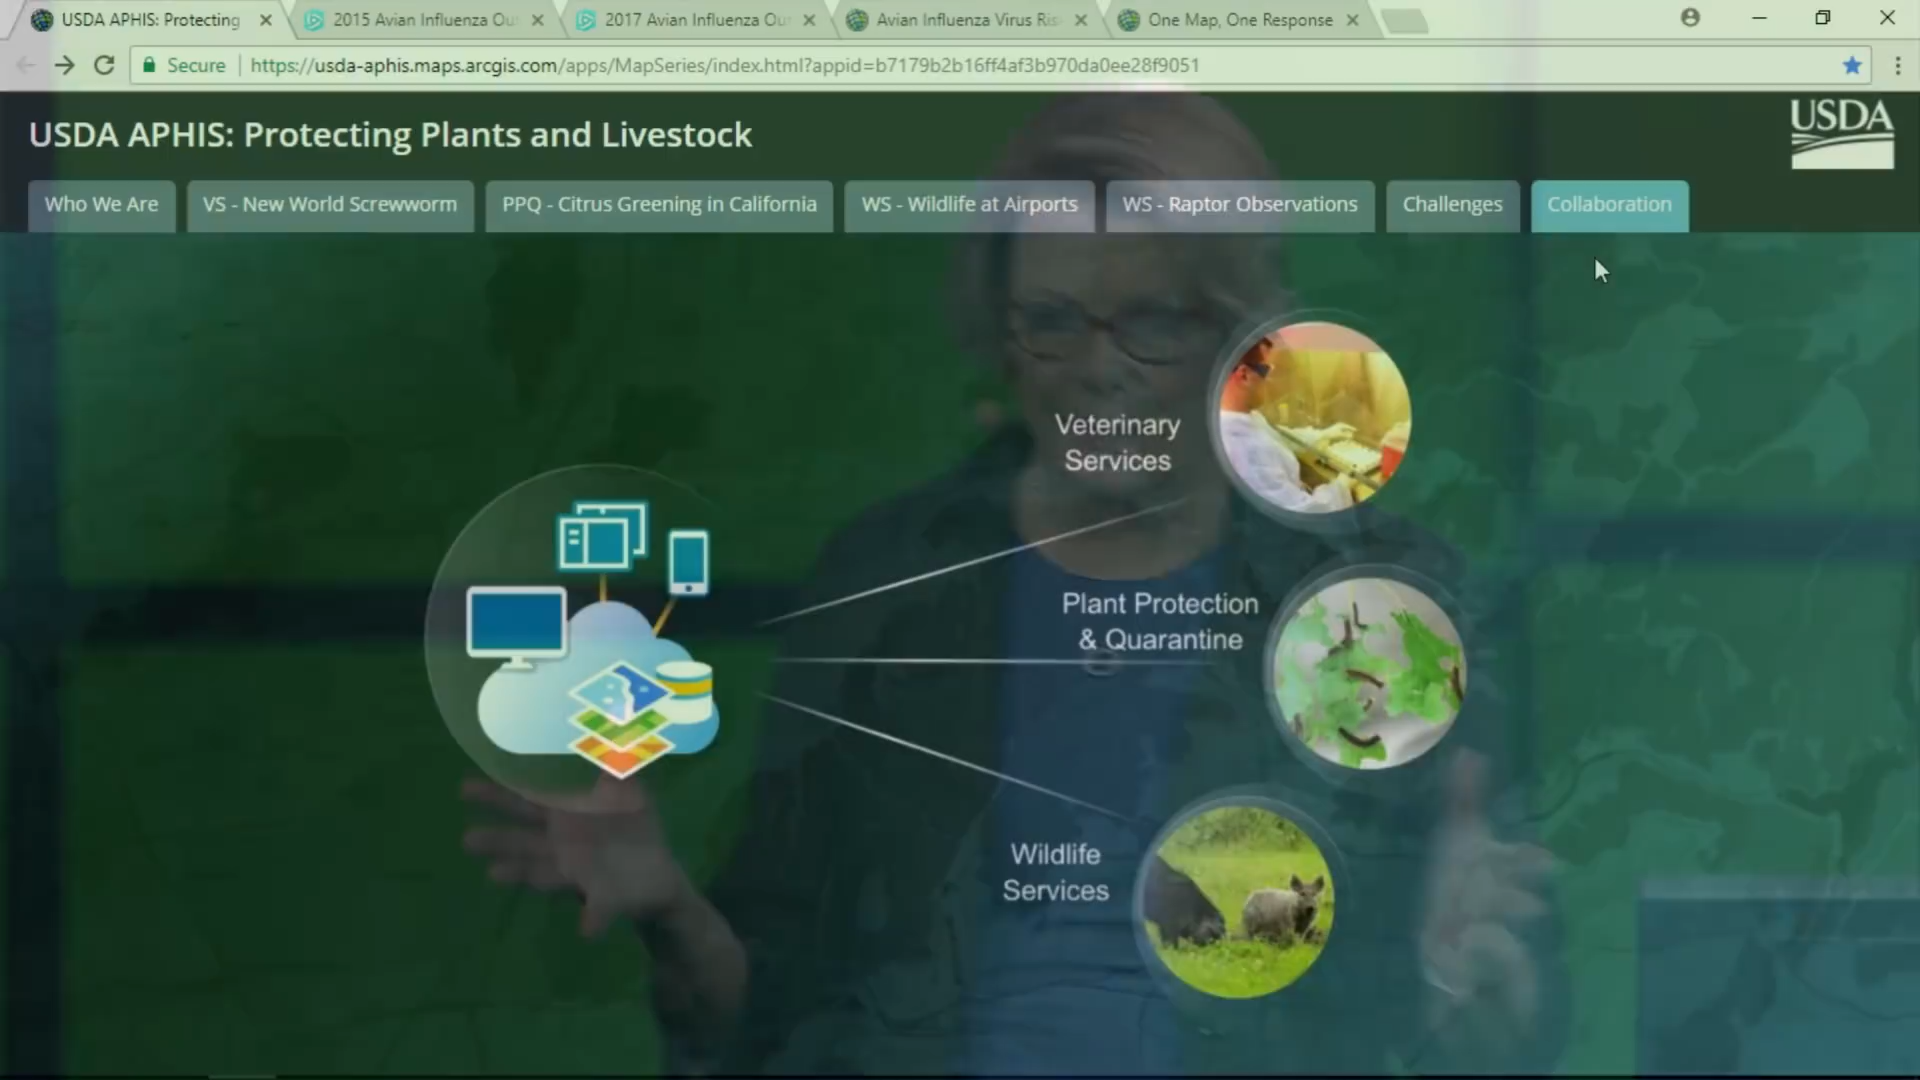 USDA APHIS: Protecting
2015 Avian Influenza Ou
2017 Avian Influenza Ou
Avian Influenza Virus Ris
One Map, One Response
Secure
https://usda-aphis.maps.arcgis.com/apps/MapSeries/index.html?appid=b7179b2b16ff4af3b970da0ee28f9051
USDA APHIS: Protecting Plants and Livestock
USDA
Who We Are
VS - New World Screwworm
PPQ - Citrus Greening in California
WS - Wildlife at Airports
WS - Raptor Observations
Challenges
Collaboration
Veterinary
Services
Plant Protection
& Quarantine
Wildlife
Services